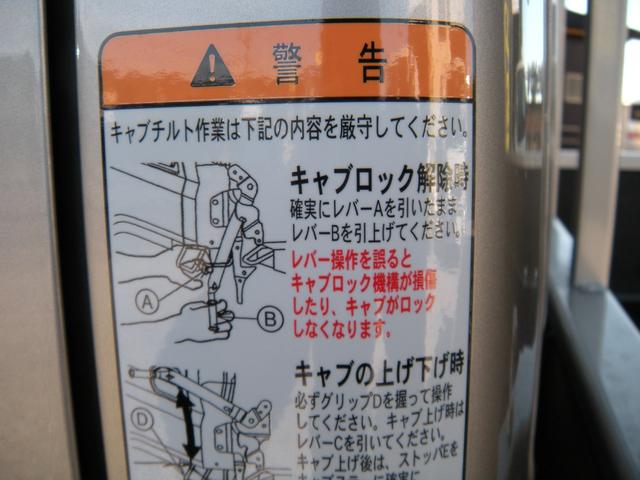 警告
キャブチルト作業は下記の内容を厳守してください。
キャブロック解除時
確実にレバーAを引いたまま
レバーBを引上げてください。
レバー操作を誤ると
キャブロック機構が損傷
したり、キャブがロック
しなくなります。
A
B
キャブの上げ下げ時
必ずグリップDを握って操作
してください。キャブ上げ時は
レバーCを引いてください。
キャブ上げ後は、ストッパEを
D